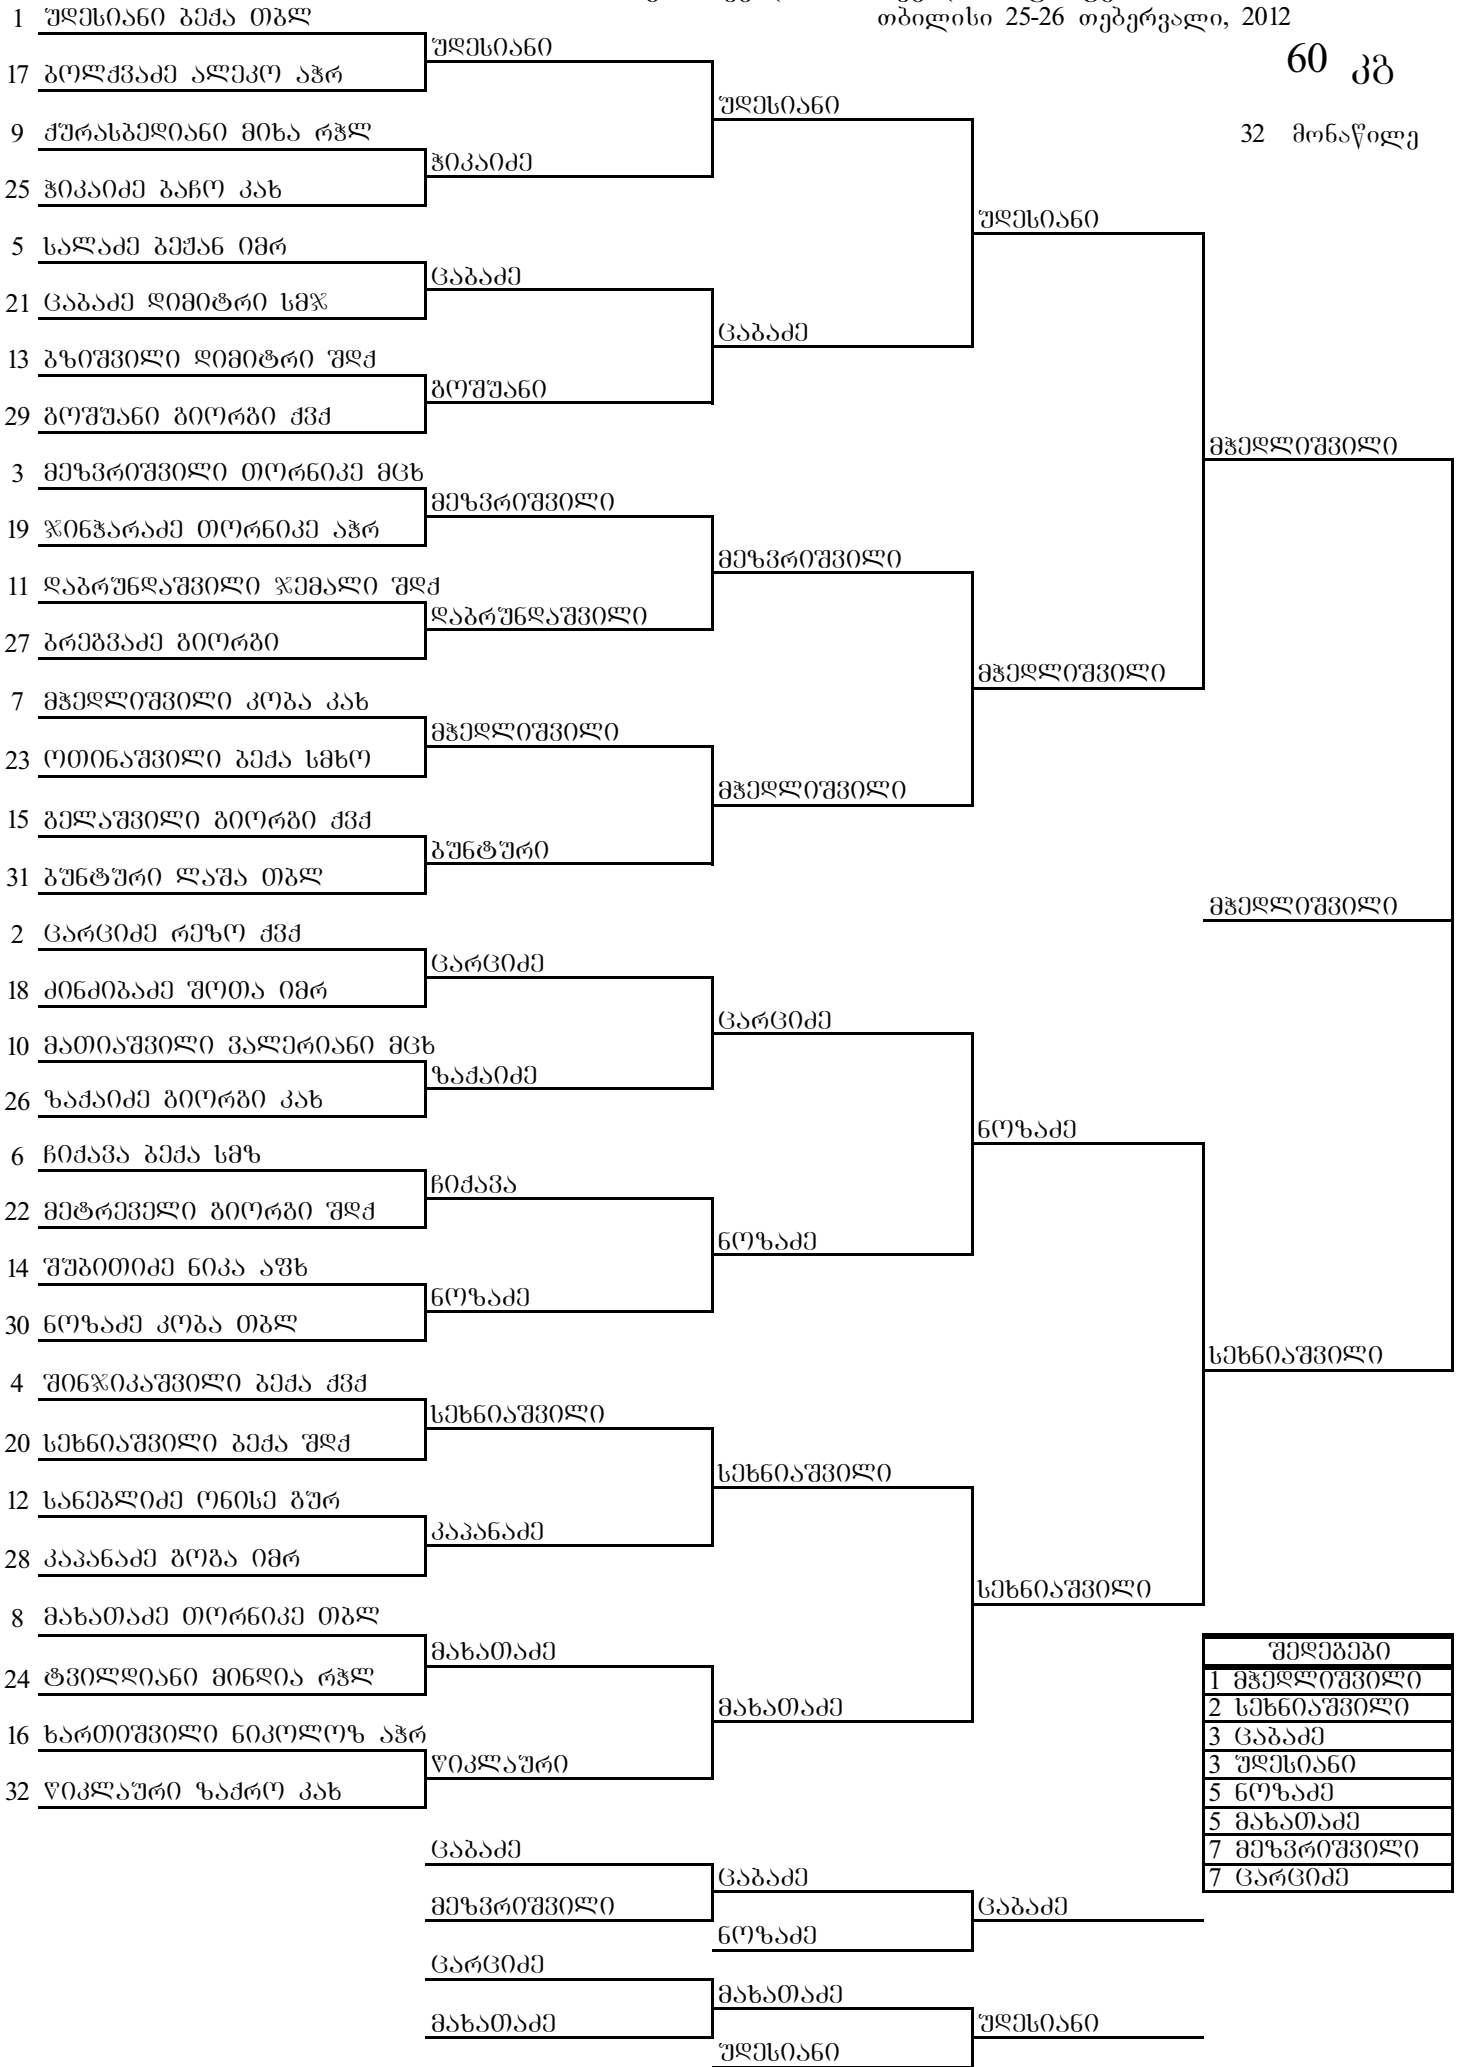 თბილისი 25-26 თებერვალი, 2012
60 კგ
32 მონაწილე
1 უდესიანი ბექა თბლ
17 ბოლქვაძე ალეკო აჭრ
9 ქურასბედიანი მიხა რჭლ
25 ჭიკაიძე ბაჩო კახ
5 სალაძე ბეჟან იმრ
21 ცაბაძე დიმიტრი სმჯ
13 ბზიშვილი დიმიტრი შდქ
29 გოშუანი გიორგი ქვქ
3 მეზვრიშვილი თორნიკე მცხ
19 ჯინჭარაძე თორნიკე აჭრ
11 დაბრუნდაშვილი ჯემალი შდქ
27 ბრეგვაძე გიორგი
7 მჭედლიშვილი კობა კახ
23 ოთინაშვილი ბექა სმხო
15 გელაშვილი გიორგი ქვქ
31 ბუნტური ლაშა თბლ
2 ცარციძე რეზო ქვქ
18 ძინძიბაძე შოთა იმრ
10 მათიაშვილი ვალერიანი მცხ
26 ზაქაიძე გიორგი კახ
6 ჩიქავა ბექა სმზ
22 მეტრეველი გიორგი შდქ
14 შუბითიძე ნიკა აფხ
30 ნოზაძე კობა თბლ
4 შინჯიკაშვილი ბექა ქვქ
20 სეხნიაშვილი ბექა შდქ
12 სანებლიძე ონისე გურ
28 კაპანაძე გოგა იმრ
8 მახათაძე თორნიკე თბლ
24 ტვილდიანი მინდია რჭლ
16 ხართიშვილი ნიკოლოზ აჭრ
32 წიკლაური ზაქრო კახ
უდესიანი
ჭიკაიძე
ცაბაძე
გოშუანი
მეზვრიშვილი
დაბრუნდაშვილი
მჭედლიშვილი
ბუნტური
ცარციძე
ზაქაიძე
ჩიქავა
ნოზაძე
სეხნიაშვილი
კაპანაძე
მახათაძე
წიკლაური
უდესიანი
ცაბაძე
მეზვრიშვილი
მჭედლიშვილი
ცარციძე
ნოზაძე
სეხნიაშვილი
მახათაძე
უდესიანი
მჭედლიშვილი
ნოზაძე
სეხნიაშვილი
მჭედლიშვილი
სეხნიაშვილი
მჭედლიშვილი
შედეგები
1 მჭედლიშვილი
2 სეხნიაშვილი
3 ცაბაძე
3 უდესიანი
5 ნოზაძე
5 მახათაძე
7 მეზვრიშვილი
7 ცარციძე
ცაბაძე
მეზვრიშვილი
ცარციძე
მახათაძე
ცაბაძე
ნოზაძე
მახათაძე
უდესიანი
ცაბაძე
უდესიანი